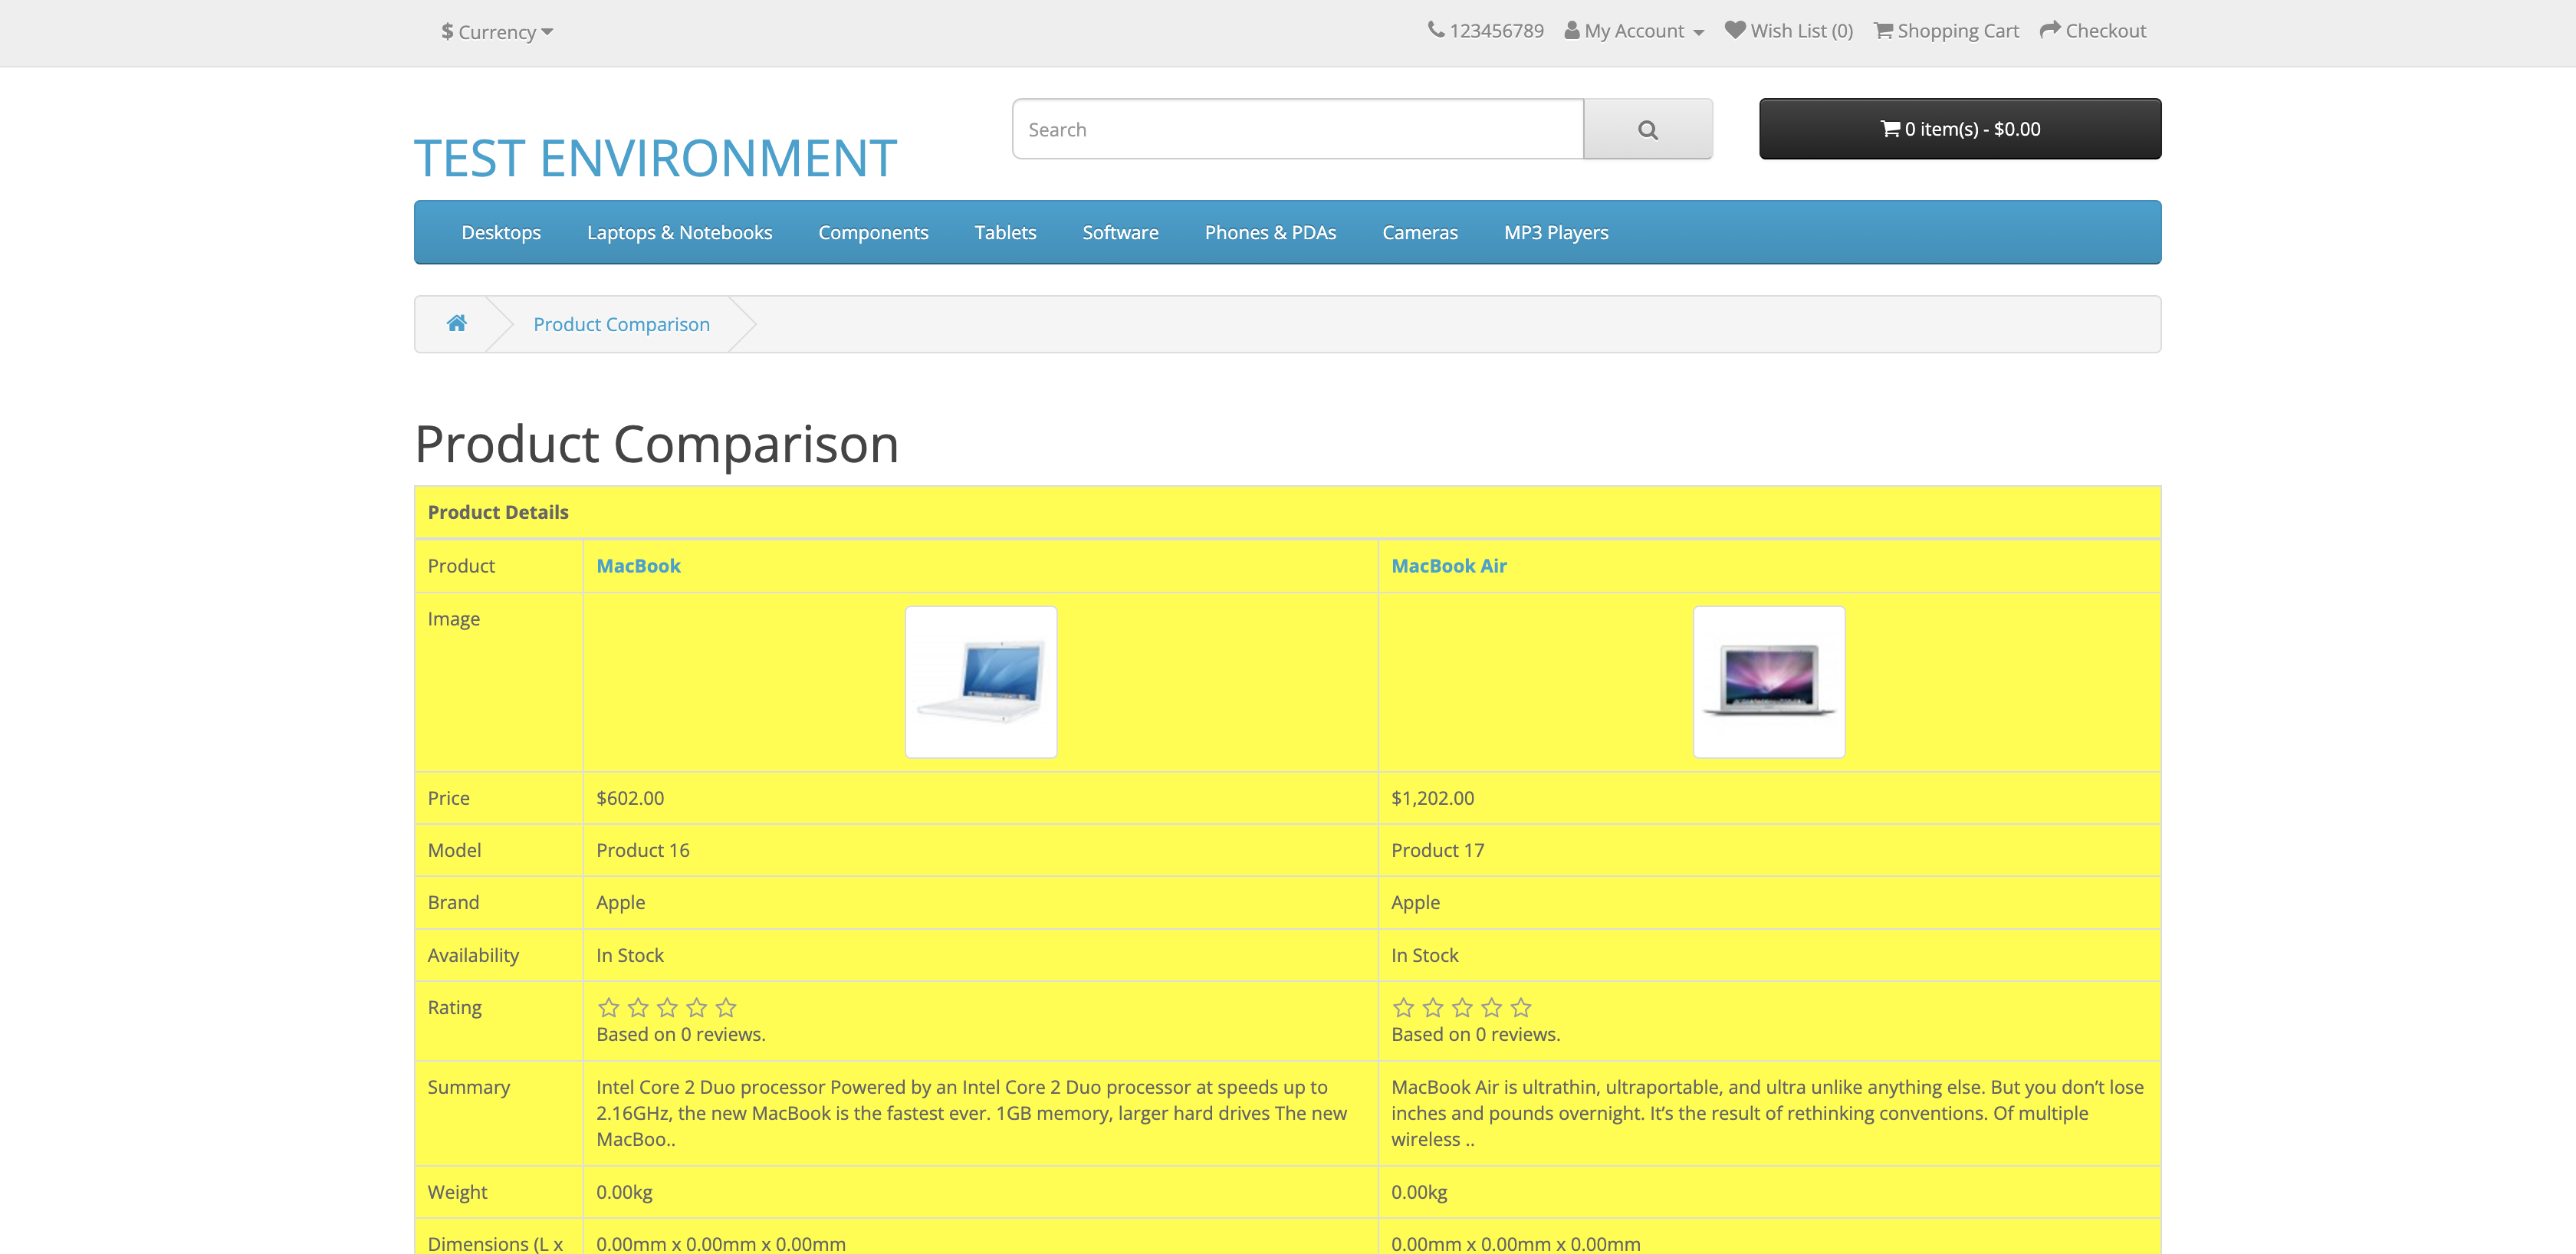 $ Currency
123456789 My Account Wish List (0) Shopping Cart Checkout
TEST ENVIRONMENT
Search
0 item(s) - $0.00
Desktops Laptops & Notebooks Components Tablets Software Phones & PDAs Cameras MP3 Players
Product Comparison
Product Comparison
Product Details
Product MacBook MacBook Air
Image
Price $602.00 $1,202.00
Model Product 16 Product 17
Brand Apple Apple
Availability In Stock In Stock
Rating
Based on 0 reviews. Based on 0 reviews.
Summary Intel Core 2 Duo processor Powered by an Intel Core 2 Duo processor at speeds up to MacBook Air is ultrathin, ultraportable, and ultra unlike anything else. But you don’t lose
2.16GHz, the new MacBook is the fastest ever. 1GB memory, larger hard drives The new inches and pounds overnight. It’s the result of rethinking conventions. Of multiple
MacBoo.. wireless ..
Weight 0.00kg 0.00kg
Dimensions (L x 0.00mm x 0.00mm x 0.00mm 0.00mm x 0.00mm x 0.00mm